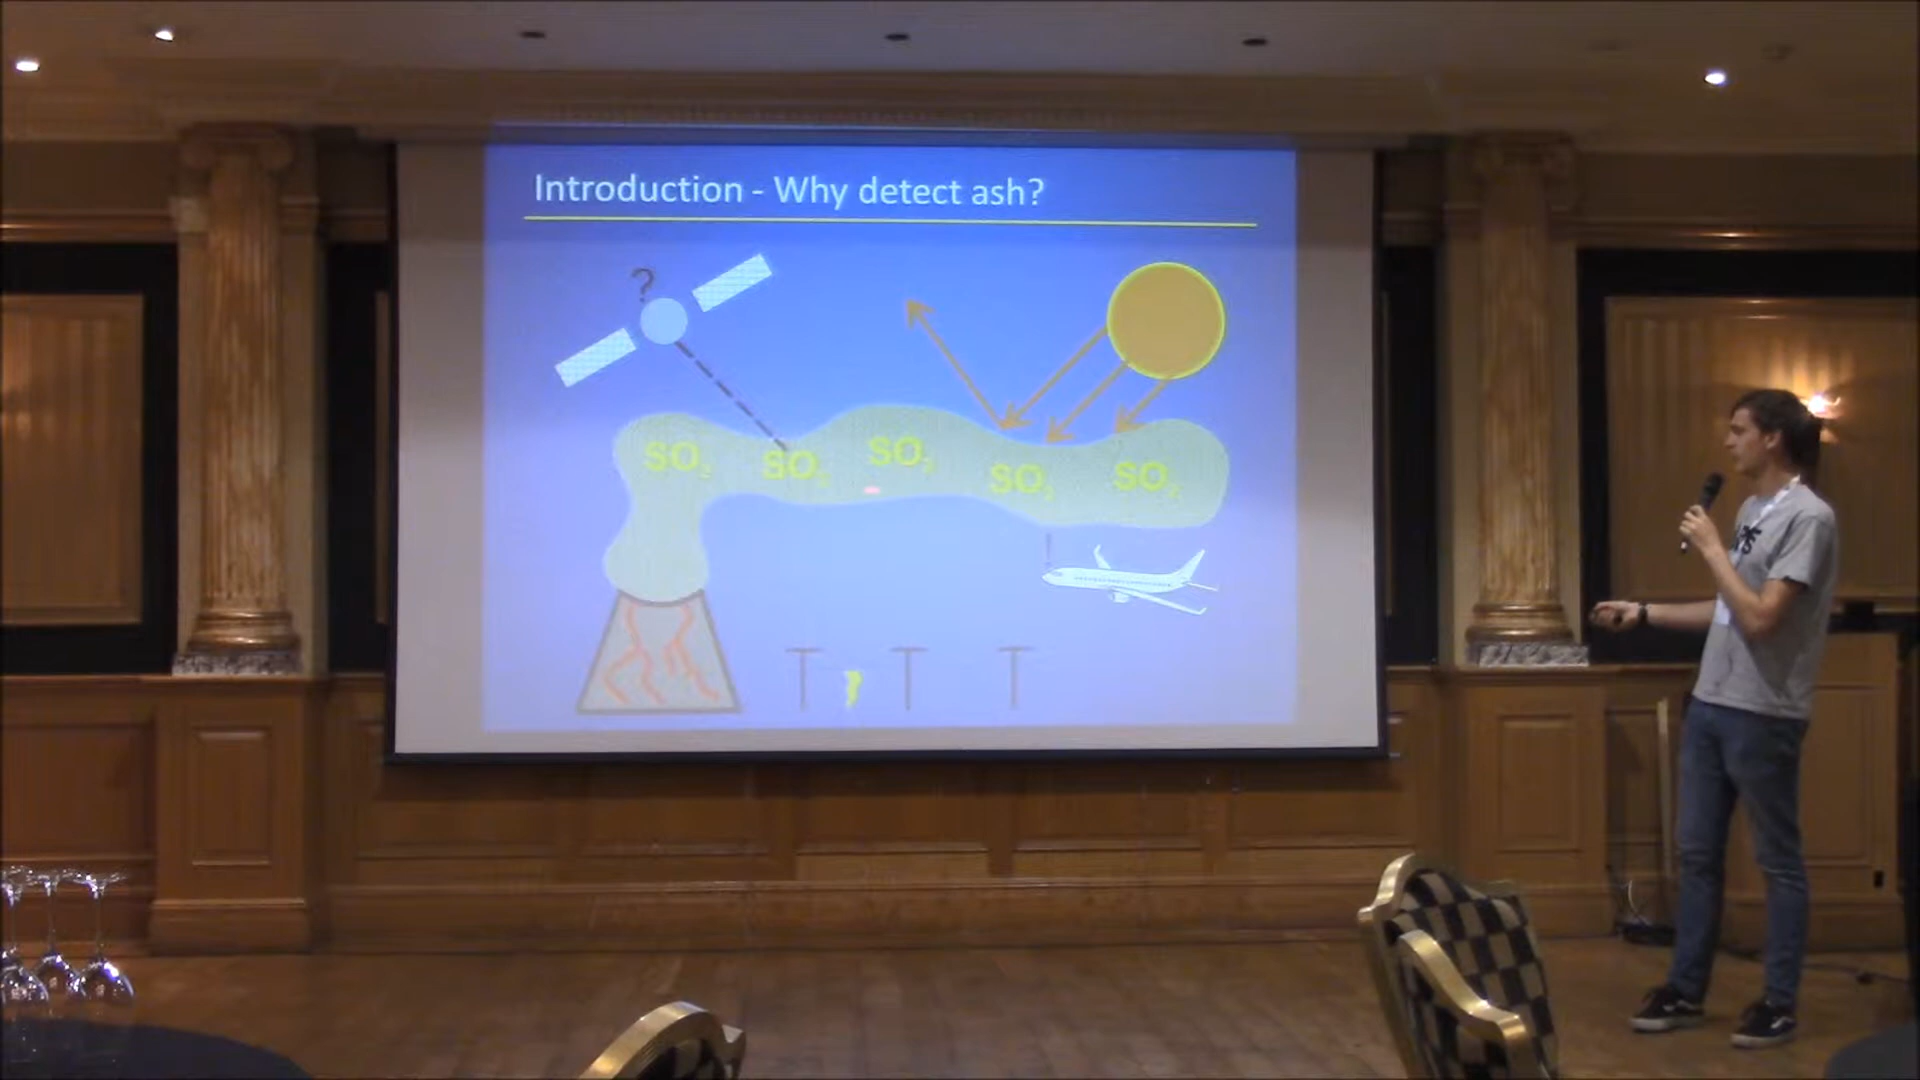 Introduction - Why detect ash?
?
SO₂ SO₂ SO₂ SO₂ SO₂